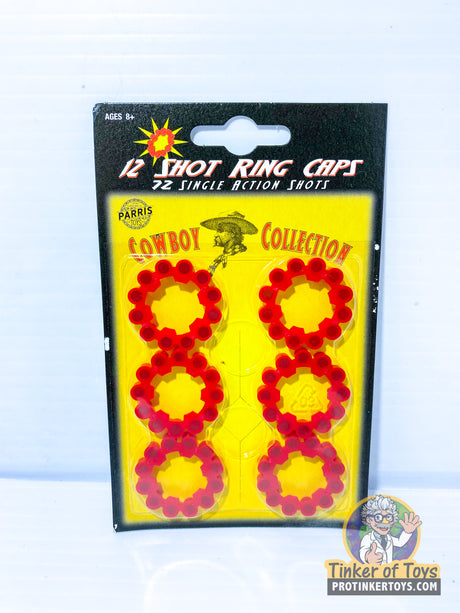 AGES 8+
12 SHOT RING CAPS
72 SINGLE ACTION SHOTS
PARRIS
COWBOY COLLECTION
Tinker of Toys
PROTINKERTOYS.COM